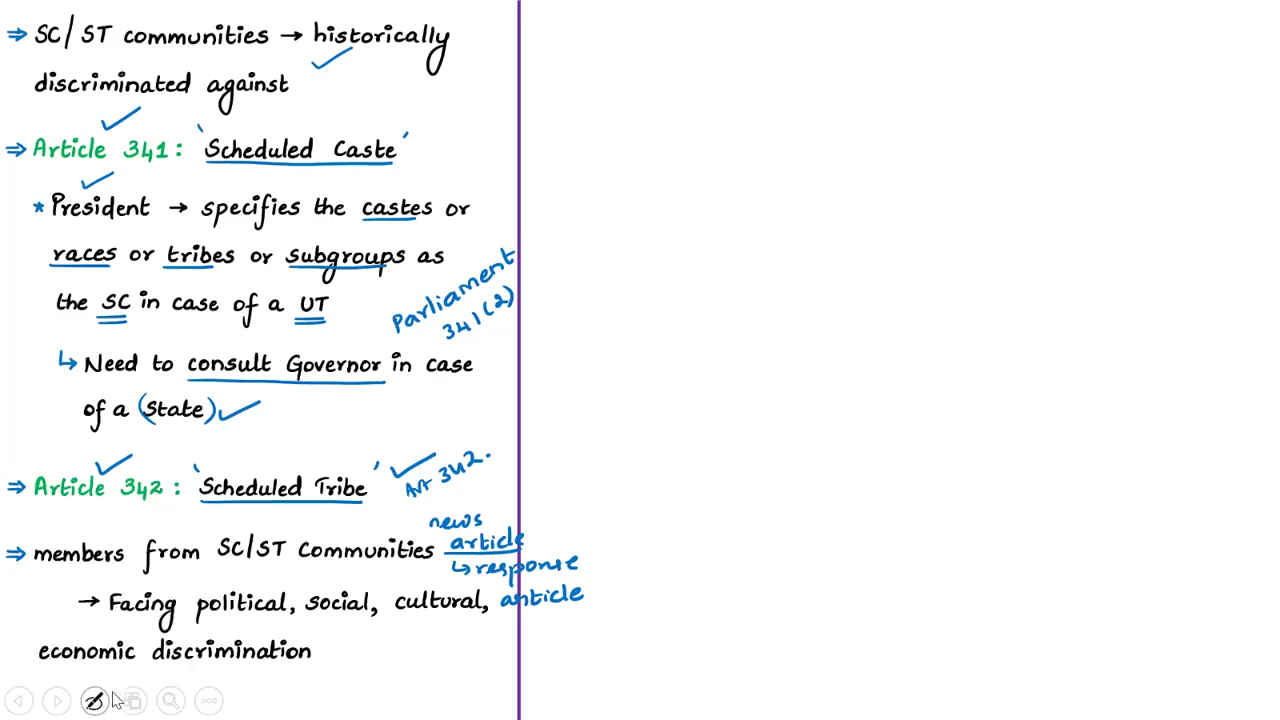 ⇒ SC/ST communities → historically
discriminated against
⇒ Article 341: 'Scheduled Caste'
* President → specifies the castes or
races or tribes or subgroups as
the SC in case of a UT
Parliament
341(2)
↳ Need to consult Governor in case
of a (State)
⇒ Article 342: 'Scheduled Tribe'
Art 342.
⇒ members from SC/ST Communities
news
article
↳ response
article
→ Facing political, social, cultural,
economic discrimination